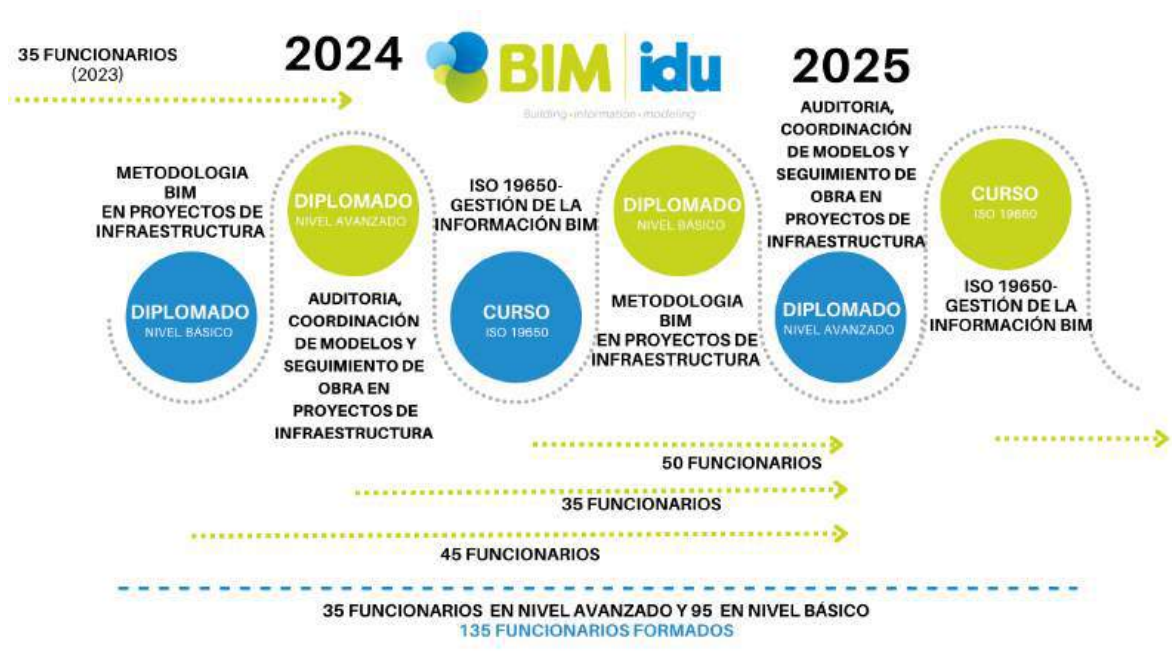 35 FUNCIONARIOS
(2023)
2024
BIM
idu
Building-information-modeling
2025
METODOLOGIA
BIM
EN PROYECTOS DE
INFRAESTRUCTURA
DIPLOMADO
NIVEL BÁSICO
DIPLOMADO
NIVEL AVANZADO
AUDITORIA,
COORDINACIÓN
DE MODELOS Y
SEGUIMIENTO DE
OBRA EN
PROYECTOS DE
INFRAESTRUCTURA
ISO 19650-
GESTIÓN DE LA
INFORMACIÓN BIM
CURSO
ISO 19650
DIPLOMADO
NIVEL BÁSICO
METODOLOGIA
BIM
EN PROYECTOS DE
INFRAESTRUCTURA
AUDITORIA,
COORDINACIÓN
DE MODELOS Y
SEGUIMIENTO DE
OBRA EN
PROYECTOS DE
INFRAESTRUCTURA
DIPLOMADO
NIVEL AVANZADO
CURSO
ISO 19650
ISO 19650-
GESTIÓN DE LA
INFORMACIÓN BIM
50 FUNCIONARIOS
35 FUNCIONARIOS
45 FUNCIONARIOS
35 FUNCIONARIOS EN NIVEL AVANZADO Y 95 EN NIVEL BÁSICO
135 FUNCIONARIOS FORMADOS